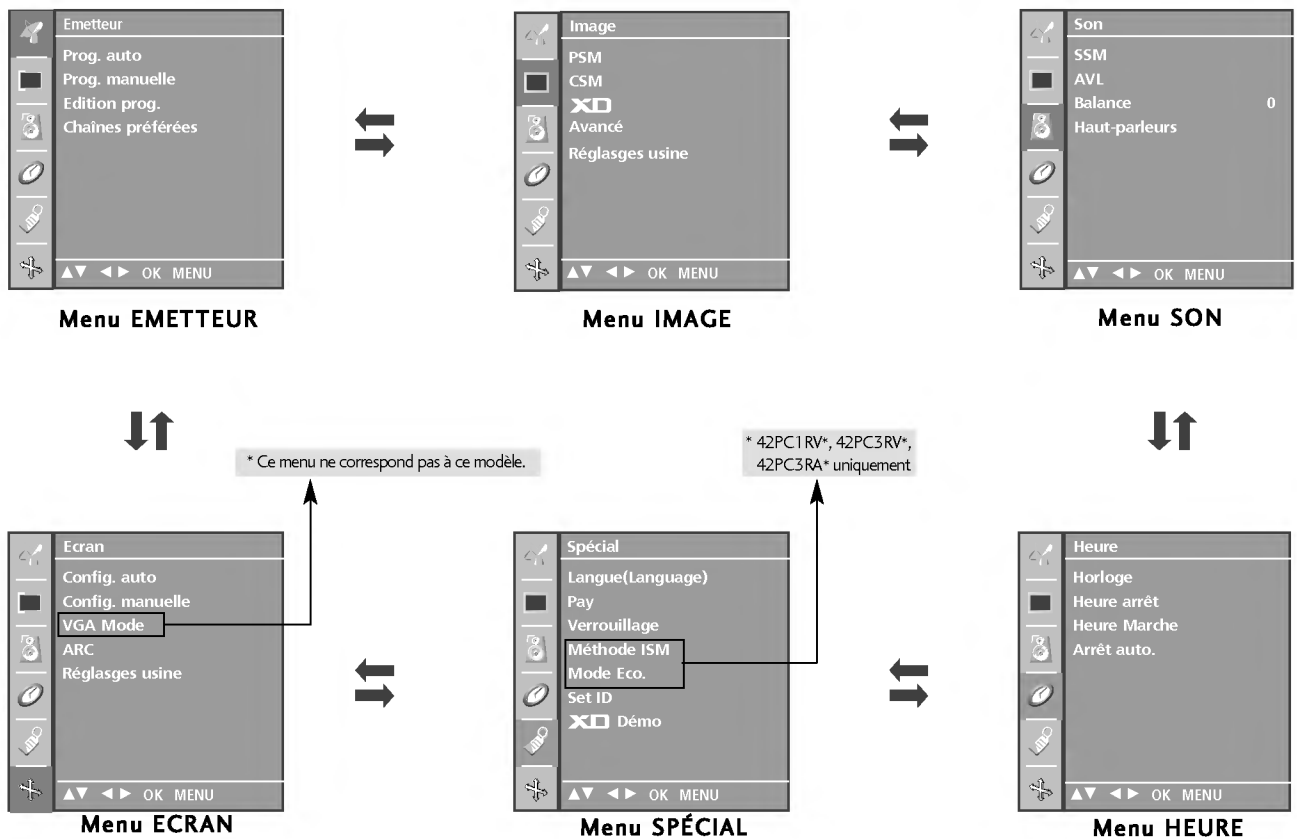 Emetteur
Prog. auto
Prog. manuelle
Edition prog.
Chaînes préférées
▲▼ ◄► OK MENU
Menu EMETTEUR
Image
PSM
CSM
XD
Avancé
Réglasges usine
▲▼ ◄► OK MENU
Menu IMAGE
Son
SSM
AVL
Balance 0
Haut-parleurs
▲▼ ◄► OK MENU
Menu SON
* Ce menu ne correspond pas à ce modèle.
* 42PC1RV*, 42PC3RV*,
42PC3RA* uniquement
Ecran
Config. auto
Config. manuelle
VGA Mode
ARC
Réglasges usine
▲▼ ◄► OK MENU
Menu ECRAN
Spécial
Langue(Language)
Pay
Verrouillage
Méthode ISM
Mode Eco.
Set ID
XD Démo
▲▼ ◄► OK MENU
Menu SPÉCIAL
Heure
Horloge
Heure arrêt
Heure Marche
Arrêt auto.
▲▼ ◄► OK MENU
Menu HEURE